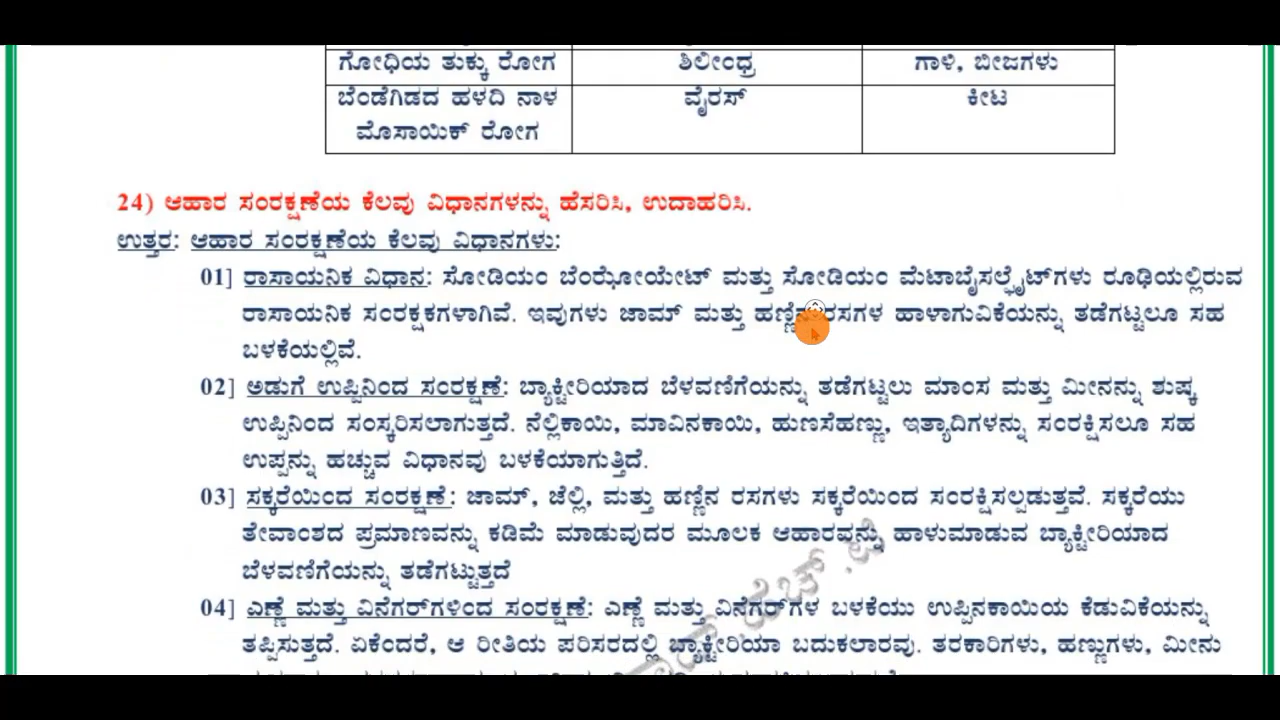 ಗೋಧಿಯ ತುಕ್ಕು ರೋಗ ಶಿಲೀಂಧ್ರ ಗಾಳಿ, ಬೀಜಗಳು
ಬೆಂಡೆಗಿಡದ ಹಳದಿ ನಾಳ ವೈರಸ್ ಕೀಟ
ಮೊಸಾಯಿಕ್ ರೋಗ
24) ಆಹಾರ ಸಂರಕ್ಷಣೆಯ ಕೆಲವು ವಿಧಾನಗಳನ್ನು ಹೆಸರಿಸಿ, ಉದಾಹರಿಸಿ.
ಉತ್ತರ: ಆಹಾರ ಸಂರಕ್ಷಣೆಯ ಕೆಲವು ವಿಧಾನಗಳು:
01] ರಾಸಾಯನಿಕ ವಿಧಾನ: ಸೋಡಿಯಂ ಬೆಂಝೋಯೇಟ್ ಮತ್ತು ಸೋಡಿಯಂ ಮೆಟಾಬೈಸಲ್ಫೈಟ್‌ಗಳು ರೂಢಿಯಲ್ಲಿರುವ
ರಾಸಾಯನಿಕ ಸಂರಕ್ಷಕಗಳಾಗಿವೆ. ಇವುಗಳು ಜಾಮ್ ಮತ್ತು ಹಣ್ಣಿನ ರಸಗಳ ಹಾಳಾಗುವಿಕೆಯನ್ನು ತಡೆಗಟ್ಟಲೂ ಸಹ
ಬಳಕೆಯಲ್ಲಿವೆ.
02] ಅಡುಗೆ ಉಪ್ಪಿನಿಂದ ಸಂರಕ್ಷಣೆ: ಬ್ಯಾಕ್ಟೀರಿಯಾದ ಬೆಳವಣಿಗೆಯನ್ನು ತಡೆಗಟ್ಟಲು ಮಾಂಸ ಮತ್ತು ಮೀನನ್ನು ಶುಷ್ಕ
ಉಪ್ಪಿನಿಂದ ಸಂಸ್ಕರಿಸಲಾಗುತ್ತದೆ. ನೆಲ್ಲಿಕಾಯಿ, ಮಾವಿನಕಾಯಿ, ಹುಣಸೆಹಣ್ಣು, ಇತ್ಯಾದಿಗಳನ್ನು ಸಂರಕ್ಷಿಸಲೂ ಸಹ
ಉಪ್ಪನ್ನು ಹಚ್ಚುವ ವಿಧಾನವು ಬಳಕೆಯಾಗುತ್ತಿದೆ.
03] ಸಕ್ಕರೆಯಿಂದ ಸಂರಕ್ಷಣೆ: ಜಾಮ್, ಜೆಲ್ಲಿ, ಮತ್ತು ಹಣ್ಣಿನ ರಸಗಳು ಸಕ್ಕರೆಯಿಂದ ಸಂರಕ್ಷಿಸಲ್ಪಡುತ್ತವೆ. ಸಕ್ಕರೆಯು
ತೇವಾಂಶದ ಪ್ರಮಾಣವನ್ನು ಕಡಿಮೆ ಮಾಡುವುದರ ಮೂಲಕ ಆಹಾರವನ್ನು ಹಾಳುಮಾಡುವ ಬ್ಯಾಕ್ಟೀರಿಯಾದ
ಬೆಳವಣಿಗೆಯನ್ನು ತಡೆಗಟ್ಟುತ್ತದೆ
04] ಎಣ್ಣೆ ಮತ್ತು ವಿನೆಗರ್‌ಗಳಿಂದ ಸಂರಕ್ಷಣೆ: ಎಣ್ಣೆ ಮತ್ತು ವಿನೆಗರ್‌ಗಳ ಬಳಕೆಯು ಉಪ್ಪಿನಕಾಯಿಯ ಕೆಡುವಿಕೆಯನ್ನು
ತಪ್ಪಿಸುತ್ತದೆ. ಏಕೆಂದರೆ, ಆ ರೀತಿಯ ಪರಿಸರದಲ್ಲಿ ಬ್ಯಾಕ್ಟೀರಿಯಾ ಬದುಕಲಾರವು. ತರಕಾರಿಗಳು, ಹಣ್ಣುಗಳು, ಮೀನು